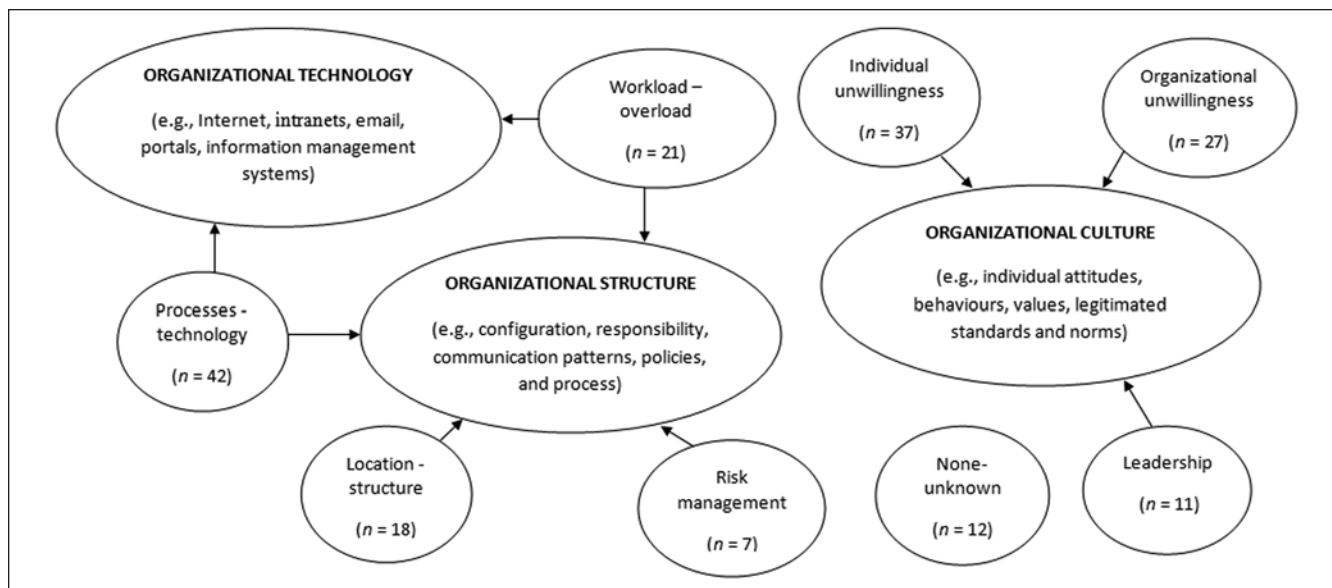 ORGANIZATIONAL TECHNOLOGY
(e.g., Internet, intranets, email,
portals, information management
systems)
Workload –
overload
(n = 21)
Individual
unwillingness
(n = 37)
Organizational
unwillingness
(n = 27)
ORGANIZATIONAL CULTURE
(e.g., individual attitudes,
behaviours, values, legitimated
standards and norms)
Processes -
technology
(n = 42)
ORGANIZATIONAL STRUCTURE
(e.g., configuration, responsibility,
communication patterns, policies,
and process)
Location -
structure
(n = 18)
Risk
management
(n = 7)
None-
unknown
(n = 12)
Leadership
(n = 11)